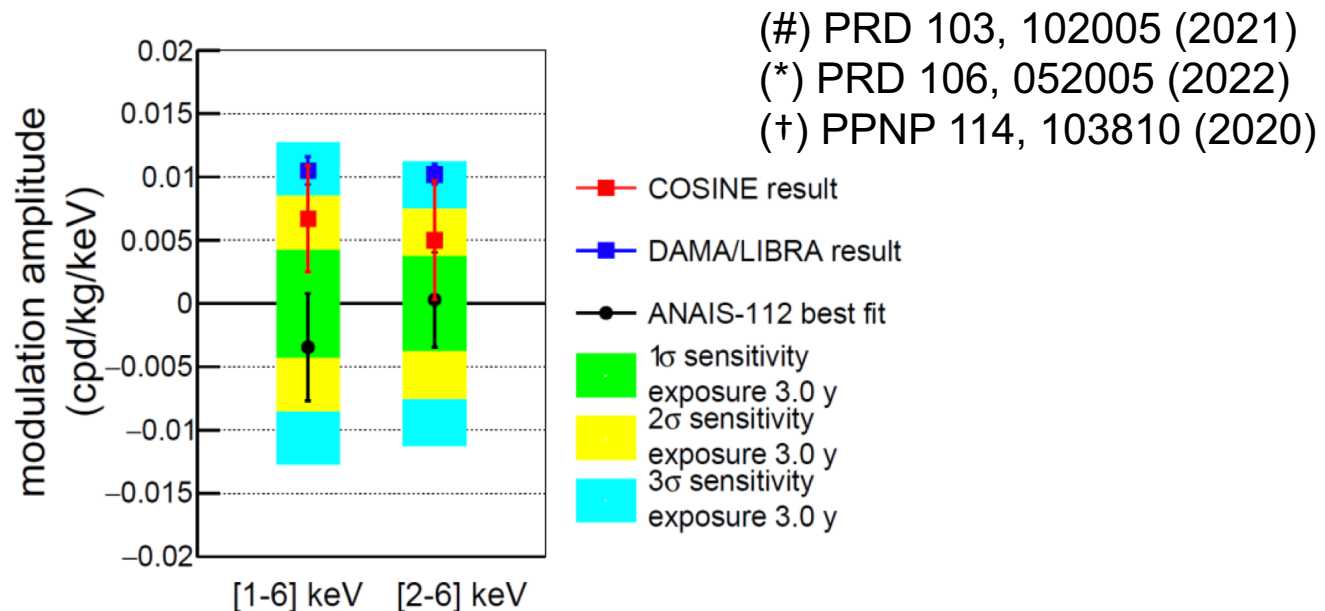 (#) PRD 103, 102005 (2021)
(*) PRD 106, 052005 (2022)
(†) PPNP 114, 103810 (2020)
modulation amplitude
(cpd/kg/keV)
0.02
0.015
0.01
0.005
0
−0.005
−0.01
−0.015
−0.02
[1-6] keV [2-6] keV
COSINE result
DAMA/LIBRA result
ANAIS-112 best fit
1σ sensitivity
exposure 3.0 y
2σ sensitivity
exposure 3.0 y
3σ sensitivity
exposure 3.0 y